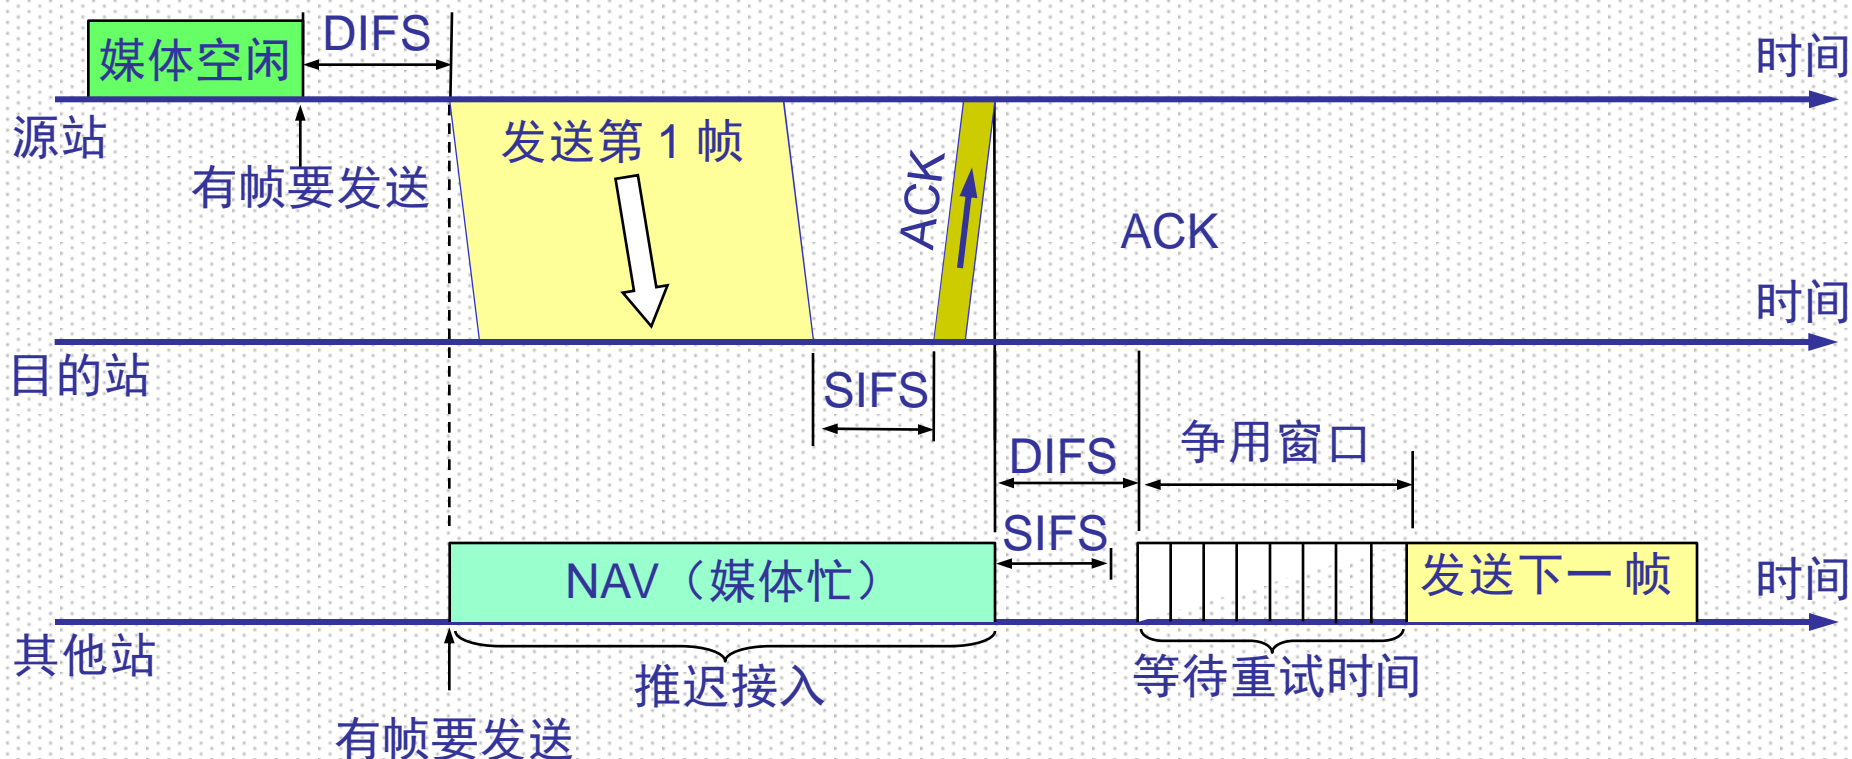 媒体空闲
DIFS
时间
源站
有帧要发送
发送第 1 帧
ACK
ACK
时间
目的站
SIFS
DIFS
争用窗口
SIFS
NAV（媒体忙）
发送下一帧
时间
其他站
推迟接入
等待重试时间
有帧要发送